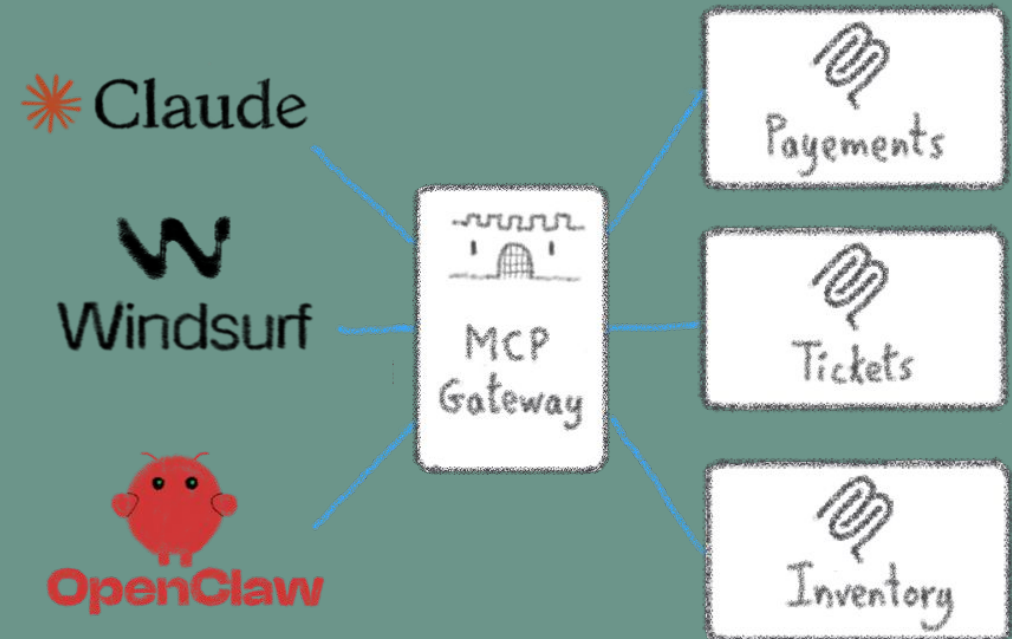 Claude
Windsurf
OpenClaw
MCP
Gateway
Payements
Tickets
Inventory